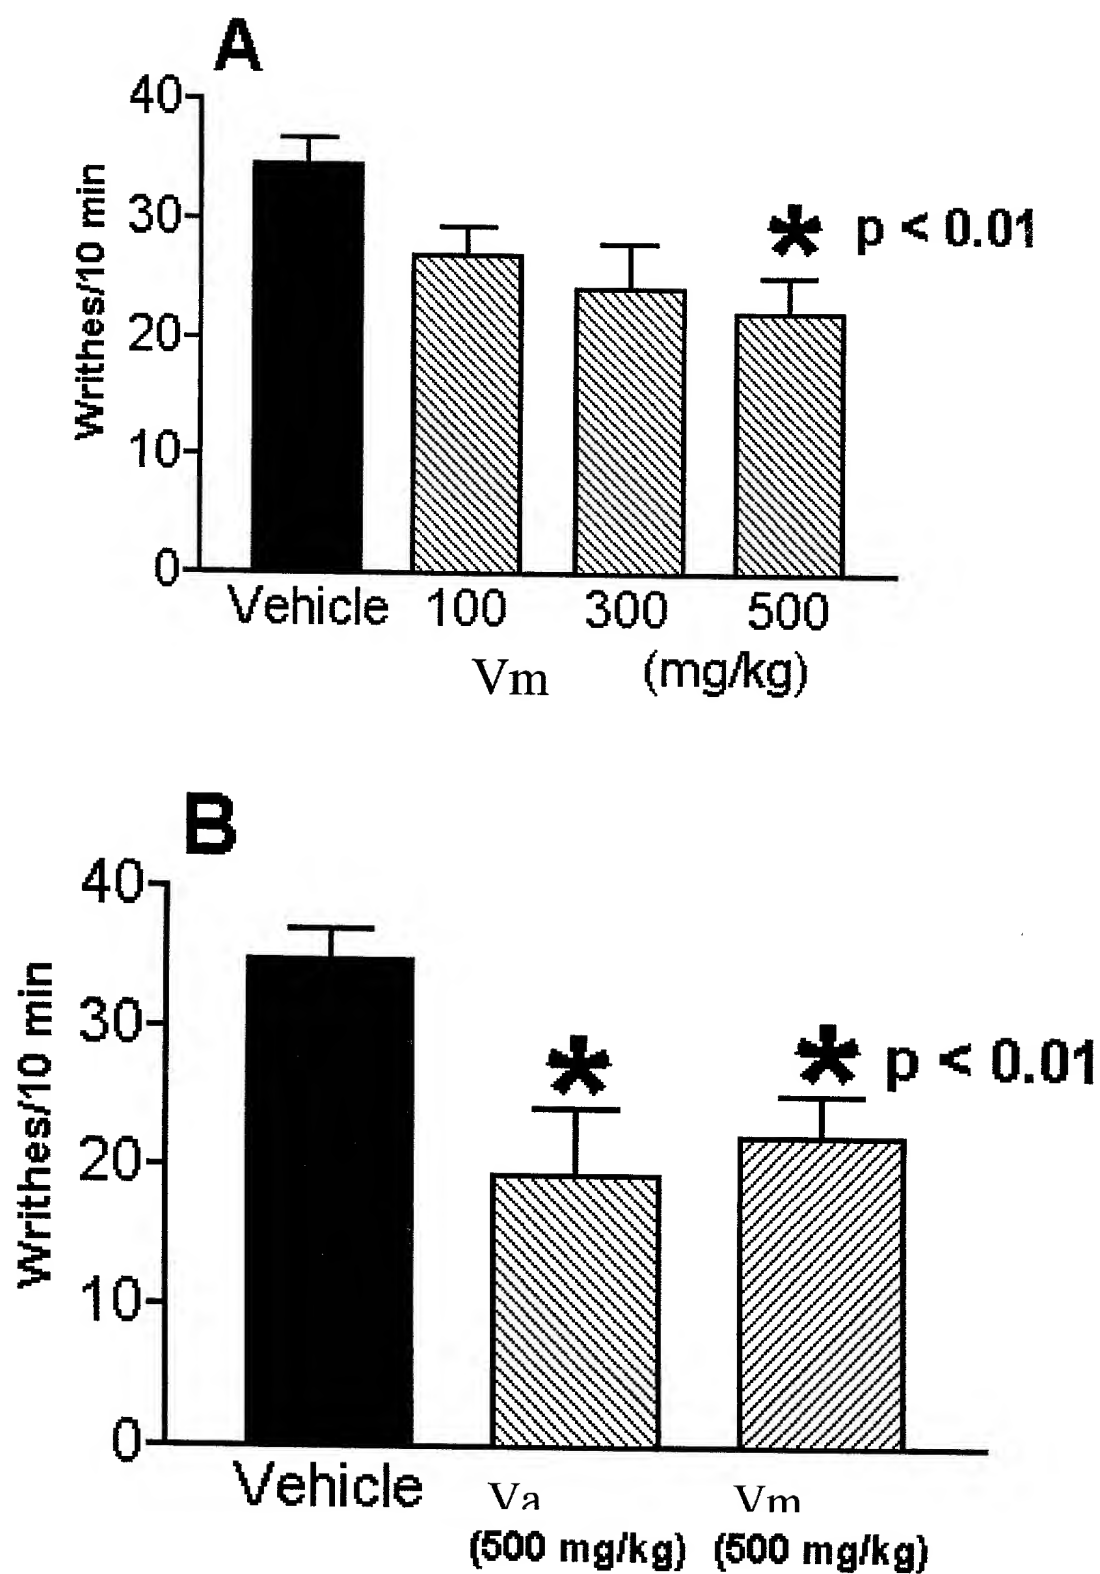 A
Writhes/10 min
40
30
20
10
0
* p < 0.01
Vehicle 100 300 500
Vm (mg/kg)
B
Writhes/10 min
40
30
20
10
0
* * p < 0.01
Vehicle Va Vm
(500 mg/kg) (500 mg/kg)